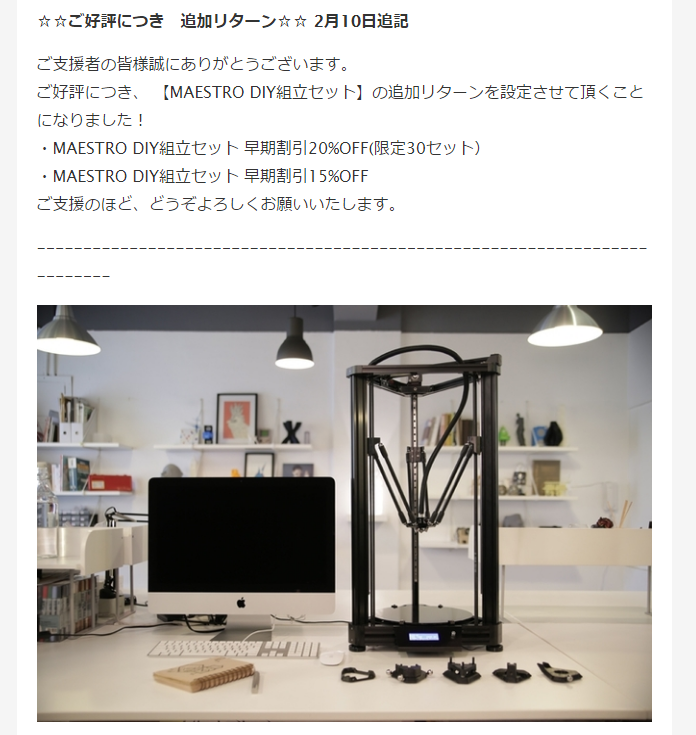 ☆☆ご好評につき　追加リターン☆☆ 2月10日追記
ご支援者の皆様誠にありがとうございます。
ご好評につき、 【MAESTRO DIY組立セット】の追加リターンを設定させて頂くこと
になりました！
・MAESTRO DIY組立セット 早期割引20%OFF(限定30セット）
・MAESTRO DIY組立セット 早期割引15%OFF
ご支援のほど、どうぞよろしくお願いいたします。